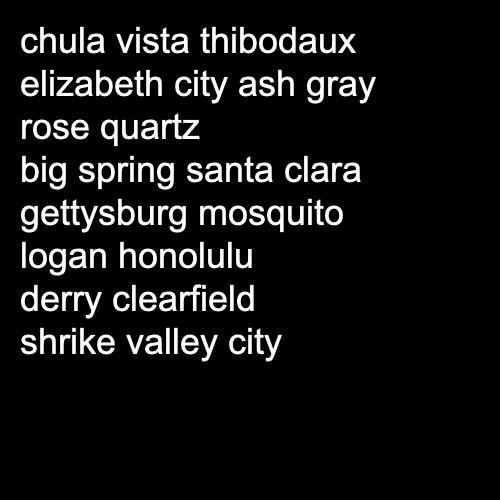 chula vista thibodaux
elizabeth city ash gray
rose quartz
big spring santa clara
gettysburg mosquito
logan honolulu
derry clearfield
shrike valley city